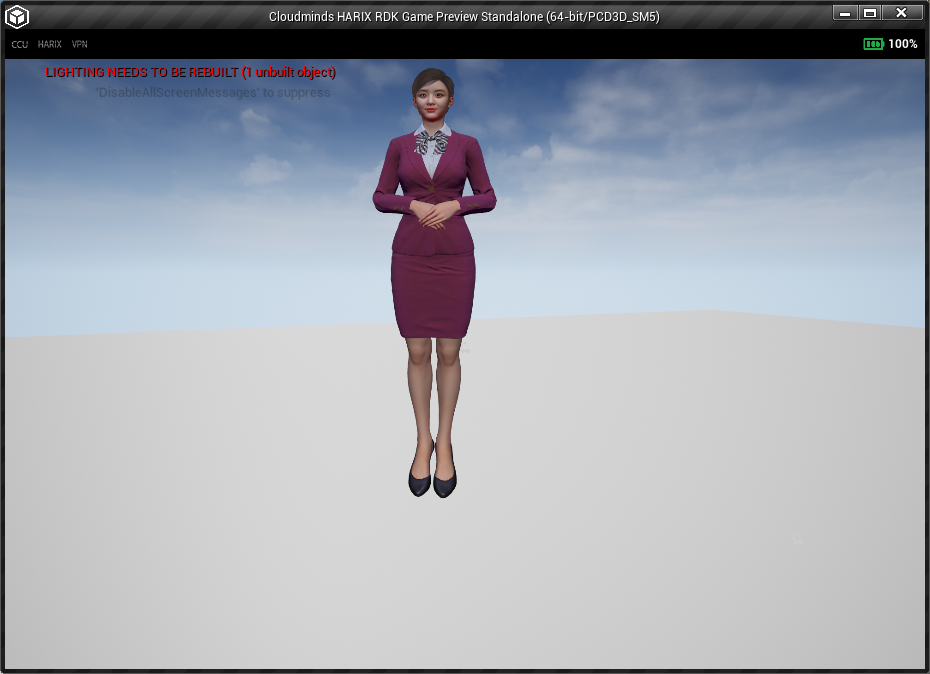 Cloudminds HARIX RDK Game Preview Standalone (64-bit/PCD3D_SM5)
CCU HARIX VPN 100%
LIGHTING NEEDS TO BE REBUILT (1 unbuilt object)
'DisableAllScreenMessages' to suppress